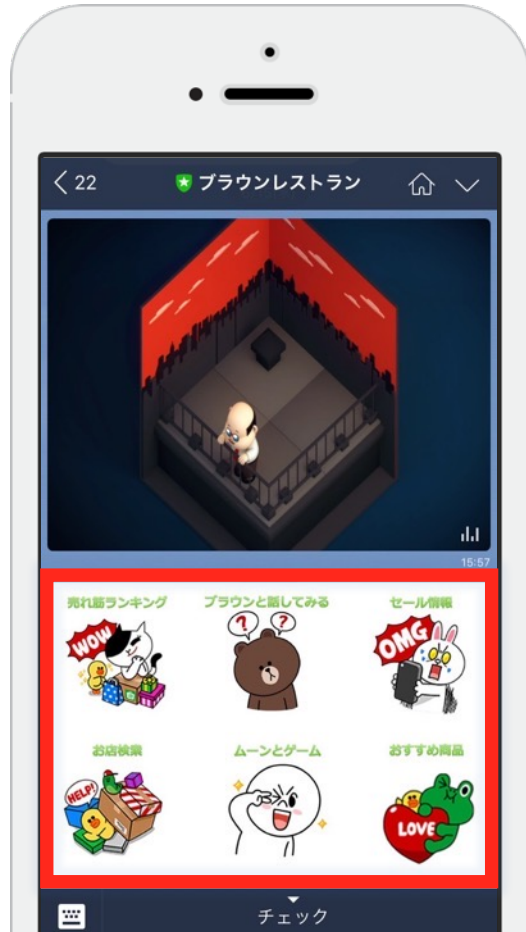 22
ブラウンレストラン
15:57
売れ筋ランキング
ブラウンと話してみる
セール情報
WOW
? ?
OMG
お店検索
ムーンとゲーム
おすすめ商品
HELP!
LOVE
チェック